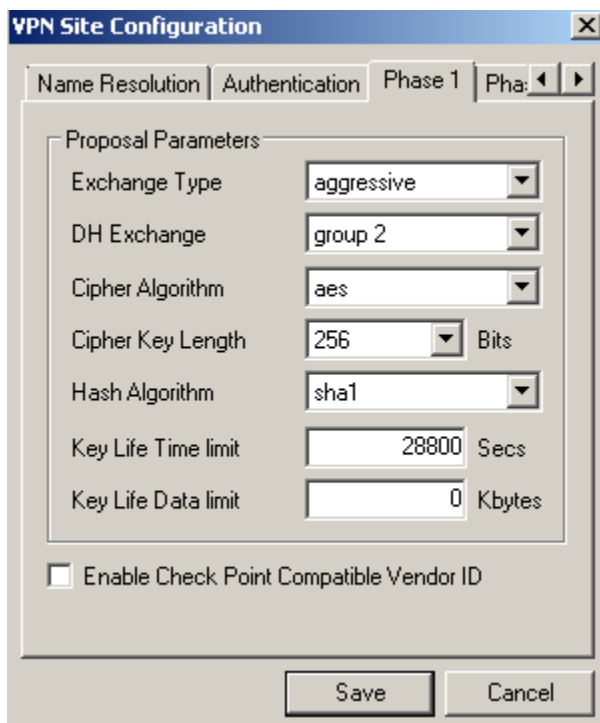 VPN Site Configuration
Name Resolution Authentication Phase 1 Pha
Proposal Parameters
Exchange Type aggressive
DH Exchange group 2
Cipher Algorithm aes
Cipher Key Length 256 Bits
Hash Algorithm sha1
Key Life Time limit 28800 Secs
Key Life Data limit 0 Kbytes
Enable Check Point Compatible Vendor ID
Save Cancel